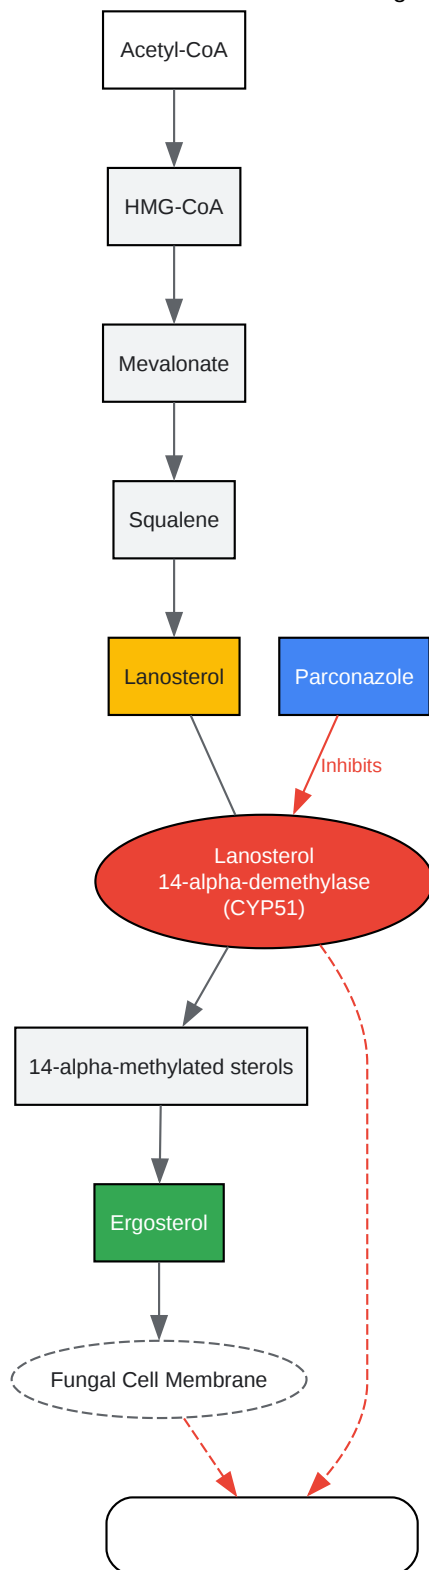 Acetyl-CoA
HMG-CoA
Mevalonate
Squalene
Lanosterol
Parconazole
Inhibits
Lanosterol
14-alpha-demethylase
(CYP51)
14-alpha-methylated sterols
Ergosterol
Fungal Cell Membrane